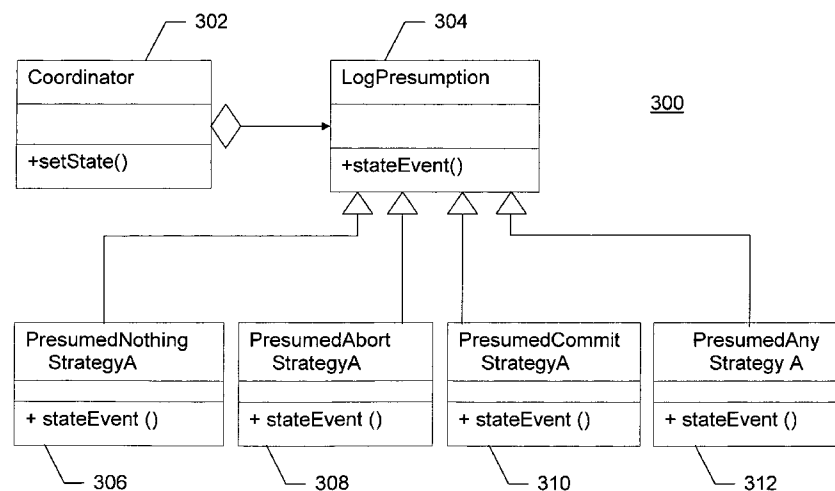 302
304
Coordinator
LogPresumption
300
+setState()
+stateEvent()
PresumedNothing
StrategyA
PresumedAbort
StrategyA
PresumedCommit
StrategyA
PresumedAny
Strategy A
+ stateEvent ()
+ stateEvent ()
+ stateEvent ()
+ stateEvent ()
306
308
310
312